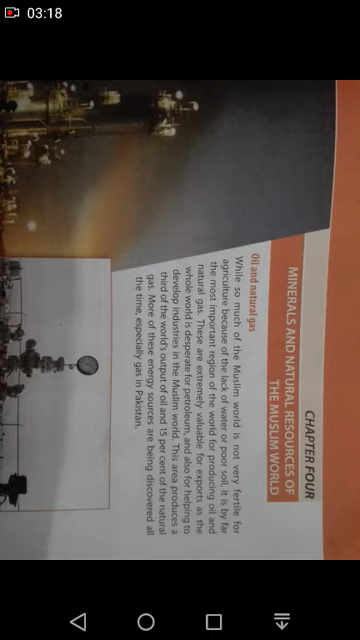 03:18
CHAPTER FOUR
MINERALS AND NATURAL RESOURCES OF
THE MUSLIM WORLD
Oil and natural gas
While so much of the Muslim world is not very fertile for
agriculture because of the lack of water or poor soil, it is by far
the most important region of the world for producing oil and
natural gas. These are extremely valuable for exports as the
whole world is desperate for petroleum, and also for helping to
develop industries in the Muslim world. This area produces a
third of the world's output of oil and 15 per cent of the natural
gas. More of these energy sources are being discovered all
the time, especially gas in Pakistan.